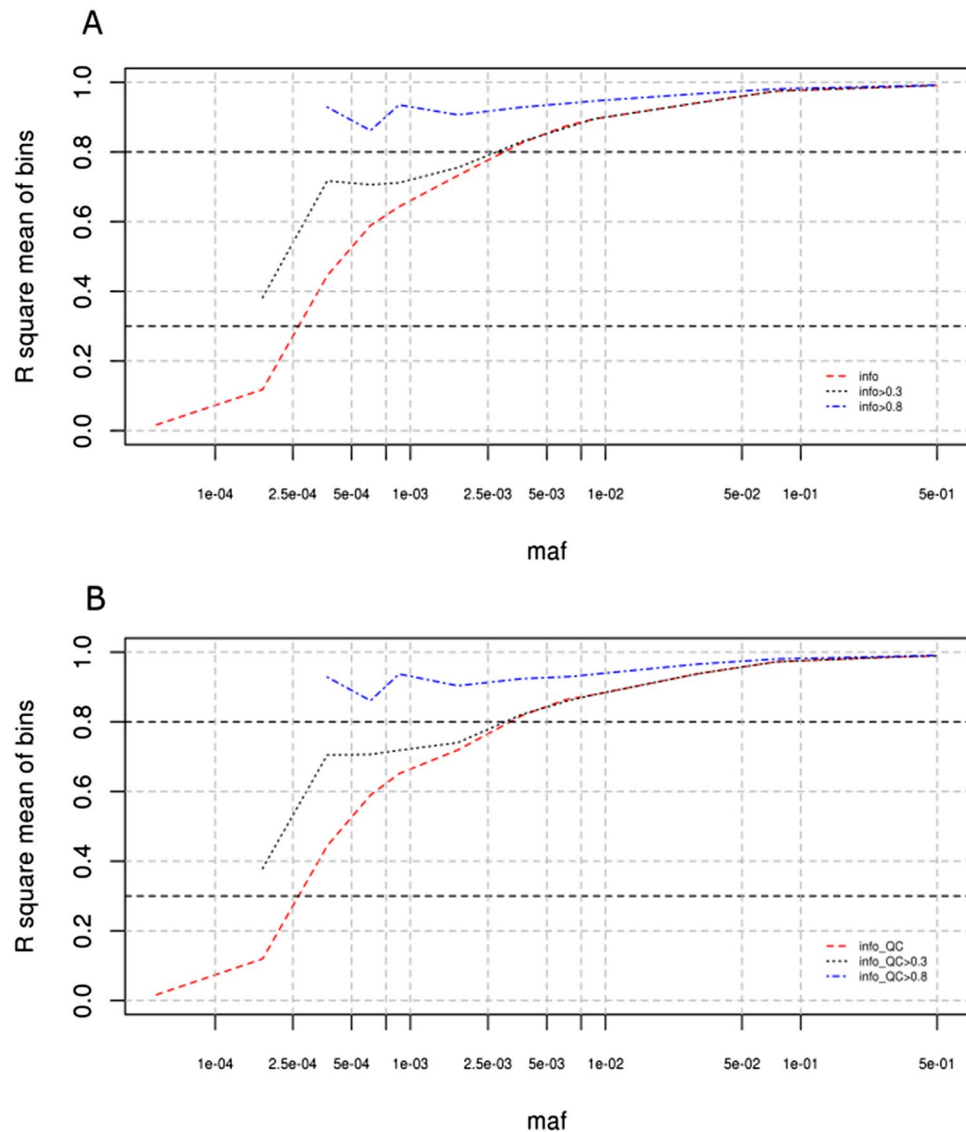 A
R square mean of bins
1.0
0.8
0.6
0.4
0.2
0.0
info
info>0.3
info>0.8
1e-04 2.5e-04 5e-04 1e-03 2.5e-03 5e-03 1e-02 5e-02 1e-01 5e-01
maf
B
R square mean of bins
1.0
0.8
0.6
0.4
0.2
0.0
info_QC
info_QC>0.3
info_QC>0.8
1e-04 2.5e-04 5e-04 1e-03 2.5e-03 5e-03 1e-02 5e-02 1e-01 5e-01
maf